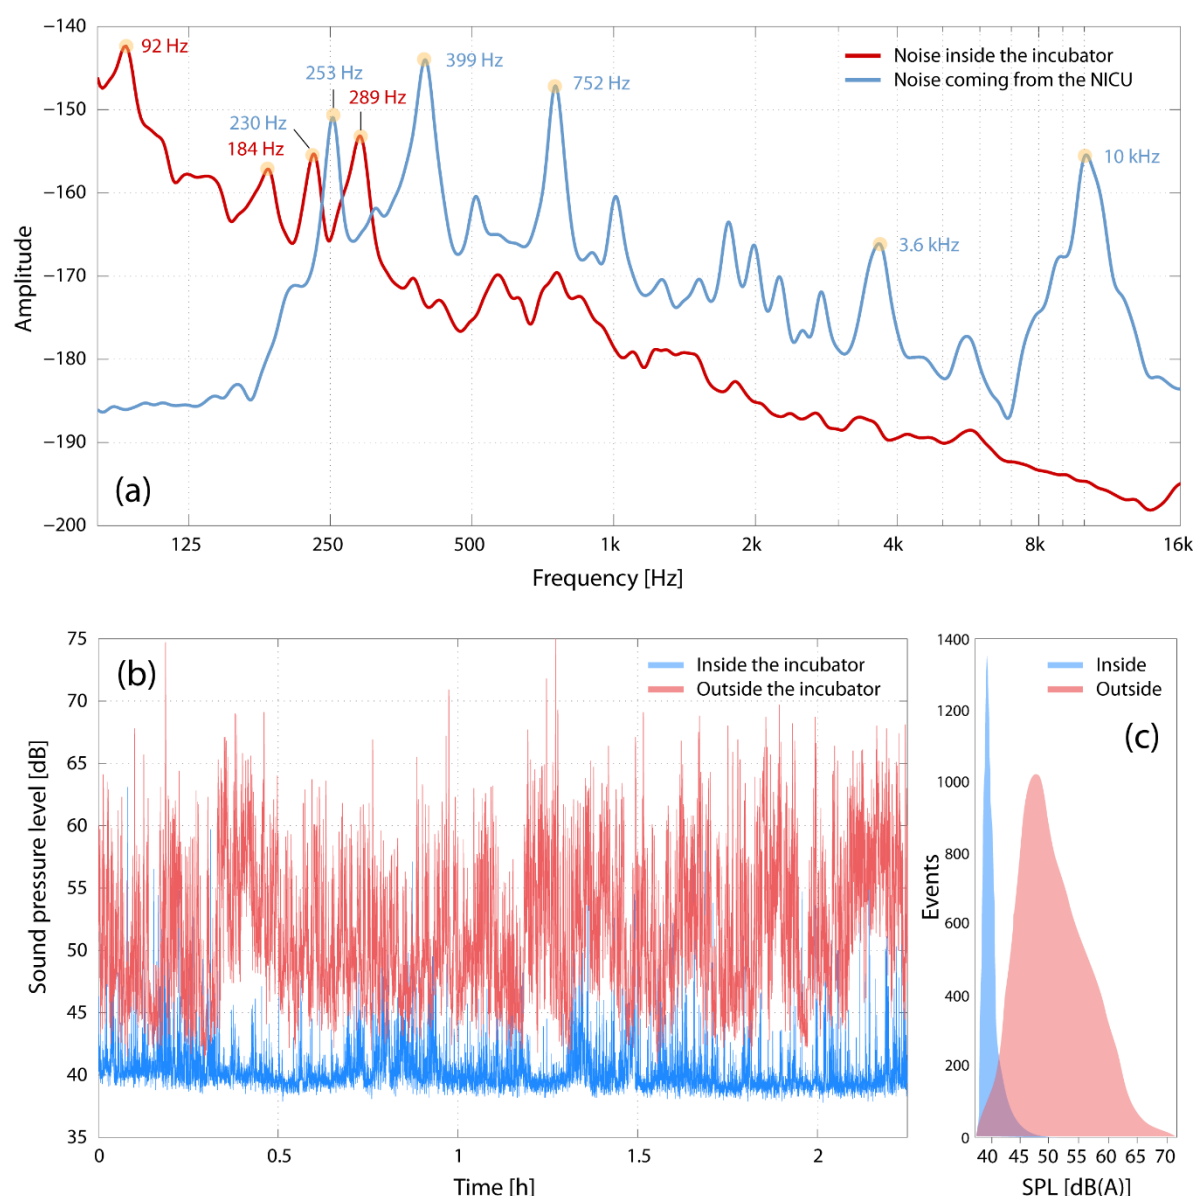 −140
−150
−160
−170
−180
−190
−200
Amplitude
92 Hz
184 Hz
230 Hz
253 Hz
289 Hz
399 Hz
752 Hz
3.6 kHz
10 kHz
Noise inside the incubator
Noise coming from the NICU
(a)
125 250 500 1k 2k 4k 8k 16k
Frequency [Hz]
75
70
65
60
55
50
45
40
35
Sound pressure level [dB]
(b)
Inside the incubator
Outside the incubator
0 0.5 1 1.5 2
Time [h]
1400
1200
1000
800
600
400
200
0
Events
Inside
Outside
(c)
40 45 50 55 60 65 70
SPL [dB(A)]